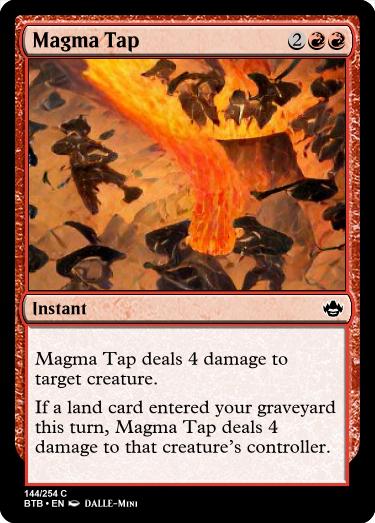 Magma Tap 2
Instant
Magma Tap deals 4 damage to
target creature.
If a land card entered your graveyard
this turn, Magma Tap deals 4
damage to that creature's controller.
144/254 C
BTB • EN DALLE-Mini